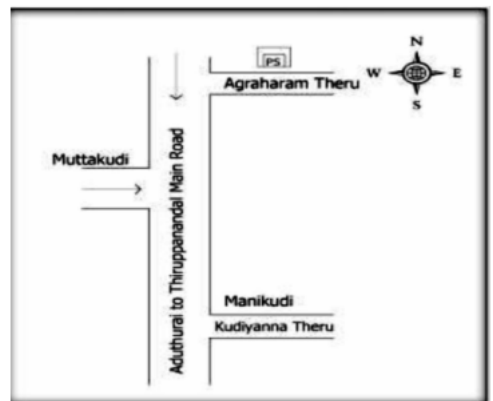 PS
N
Agraharam Theru
W E
S
Muttakudi
Aduthurai to Thiruppanandal Main Road
Manikudi
Kudiyanna Theru